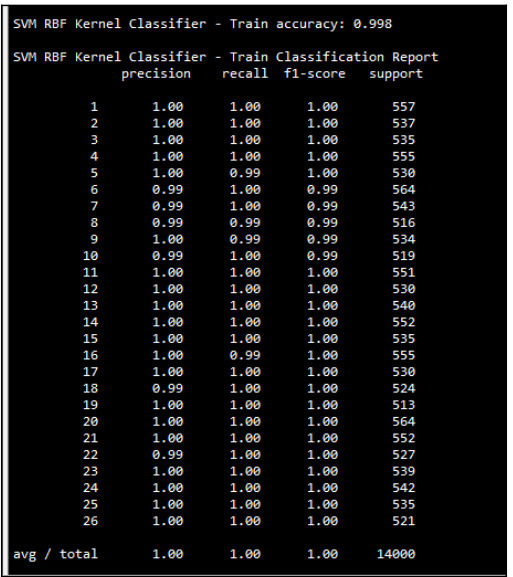 SVM RBF Kernel Classifier - Train accuracy: 0.998
SVM RBF Kernel Classifier - Train Classification Report
precision recall f1-score support
1 1.00 1.00 1.00 557
2 1.00 1.00 1.00 537
3 1.00 1.00 1.00 535
4 1.00 1.00 1.00 555
5 1.00 0.99 1.00 530
6 0.99 1.00 0.99 564
7 0.99 1.00 0.99 543
8 0.99 0.99 0.99 516
9 1.00 0.99 0.99 534
10 0.99 1.00 0.99 519
11 1.00 1.00 1.00 551
12 1.00 1.00 1.00 530
13 1.00 1.00 1.00 540
14 1.00 1.00 1.00 552
15 1.00 1.00 1.00 535
16 1.00 0.99 1.00 555
17 1.00 1.00 1.00 530
18 0.99 1.00 1.00 524
19 1.00 1.00 1.00 513
20 1.00 1.00 1.00 564
21 1.00 1.00 1.00 552
22 0.99 1.00 1.00 527
23 1.00 1.00 1.00 539
24 1.00 1.00 1.00 542
25 1.00 1.00 1.00 535
26 1.00 1.00 1.00 521
avg / total 1.00 1.00 1.00 14000